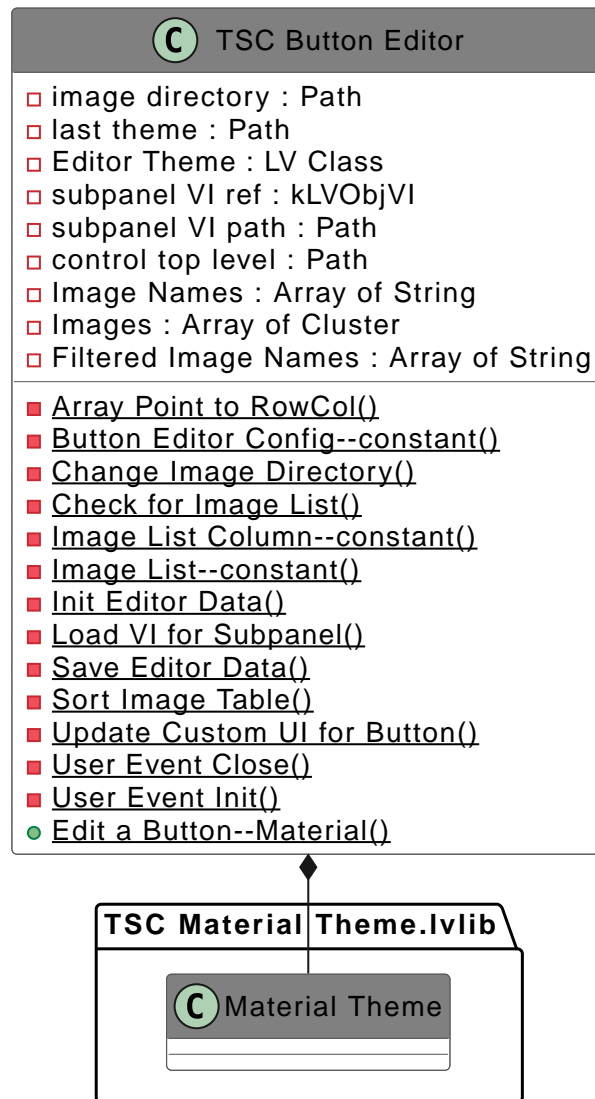 C TSC Button Editor
image directory : Path
last theme : Path
Editor Theme : LV Class
subpanel VI ref : kLVObjVI
subpanel VI path : Path
control top level : Path
Image Names : Array of String
Images : Array of Cluster
Filtered Image Names : Array of String
Array Point to RowCol()
Button Editor Config--constant()
Change Image Directory()
Check for Image List()
Image List Column--constant()
Image List--constant()
Init Editor Data()
Load VI for Subpanel()
Save Editor Data()
Sort Image Table()
Update Custom UI for Button()
User Event Close()
User Event Init()
Edit a Button--Material()
TSC Material Theme.lvlib
C Material Theme